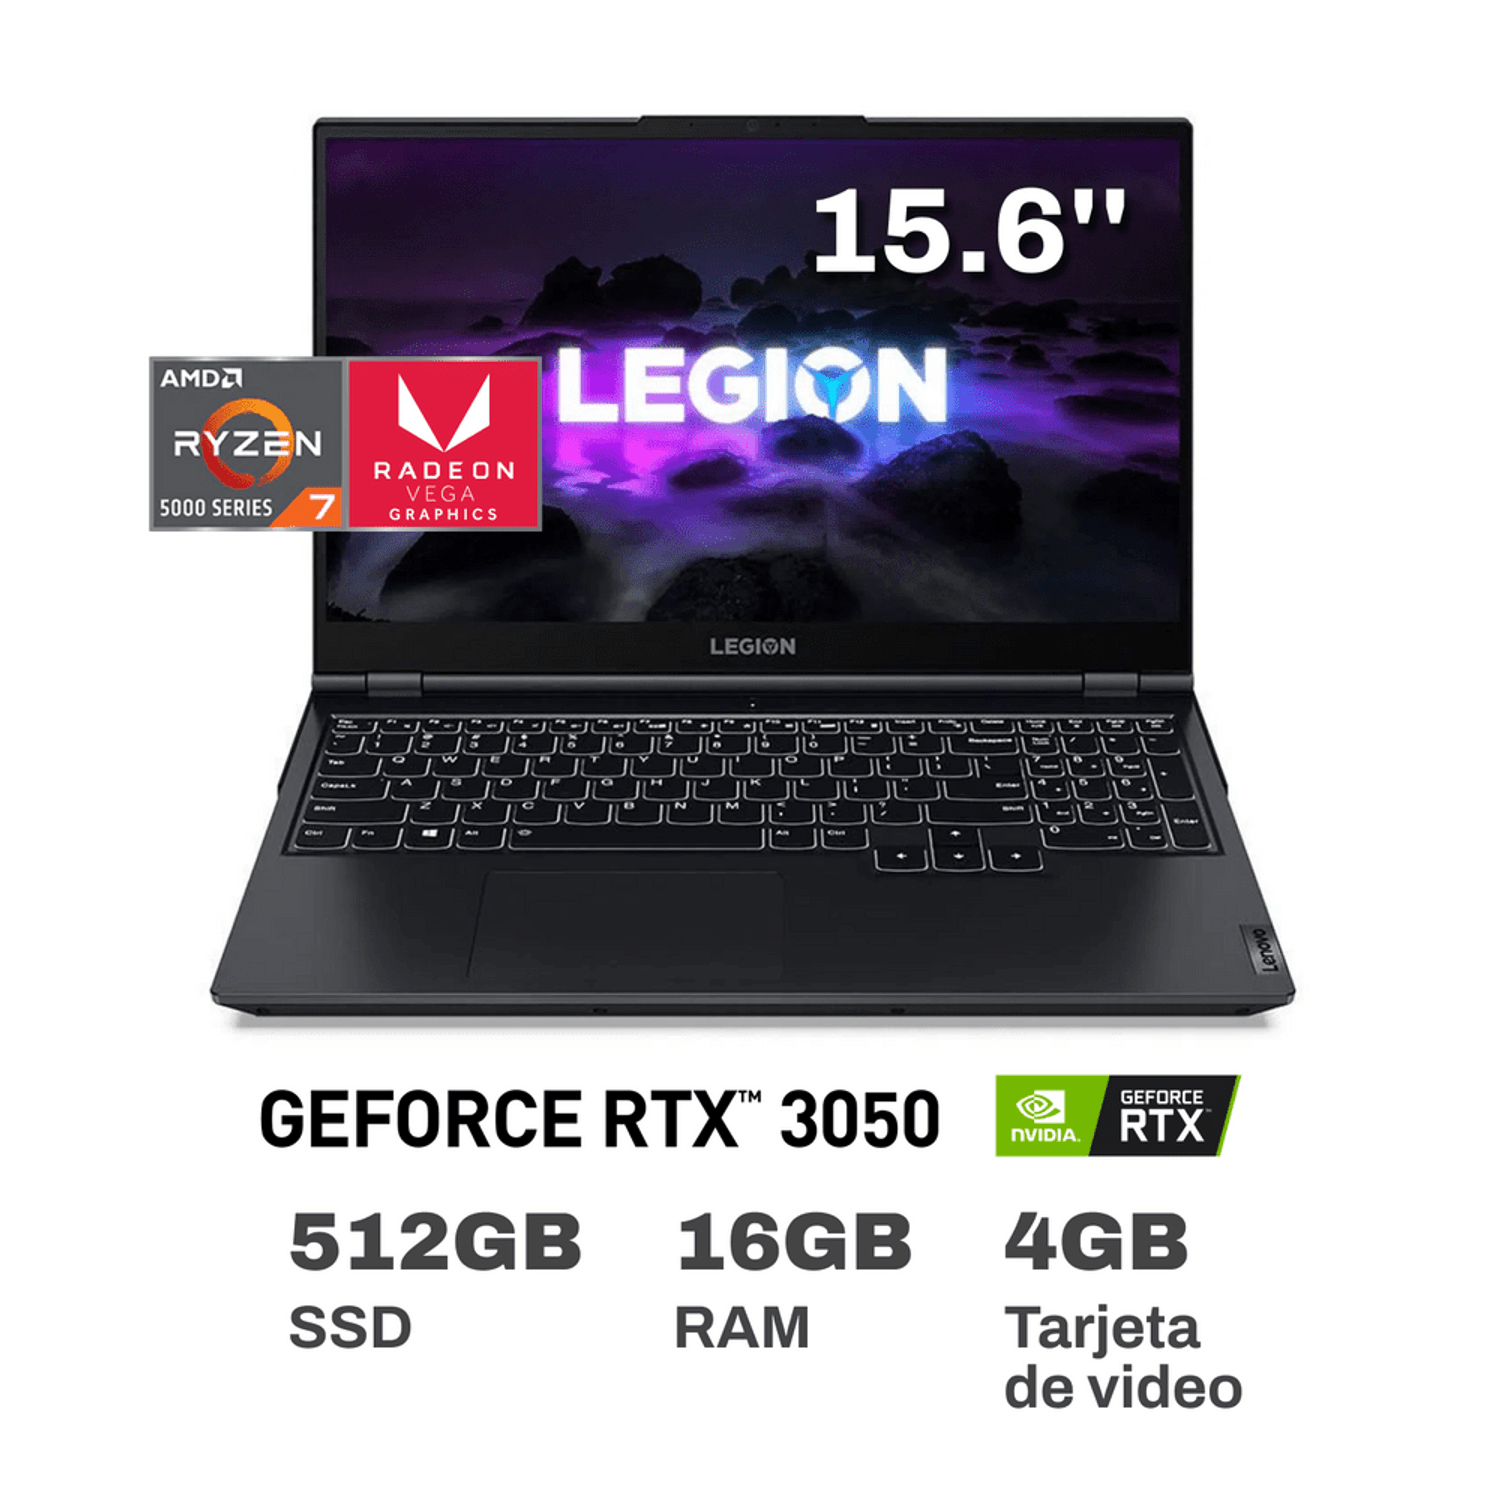 15.6"
LEGION
AMD
RYZEN
5000 SERIES 7
RADEON
VEGA
GRAPHICS
LEGION
Lenovo
GEFORCE RTX™ 3050
NVIDIA.
GEFORCE
RTX™
512GB
SSD
16GB
RAM
4GB
Tarjeta
de video